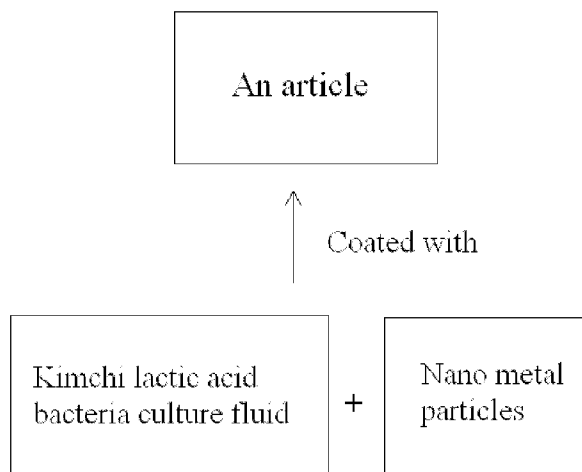 An article
Coated with
Kimchi lactic acid
bacteria culture fluid
+
Nano metal
particles